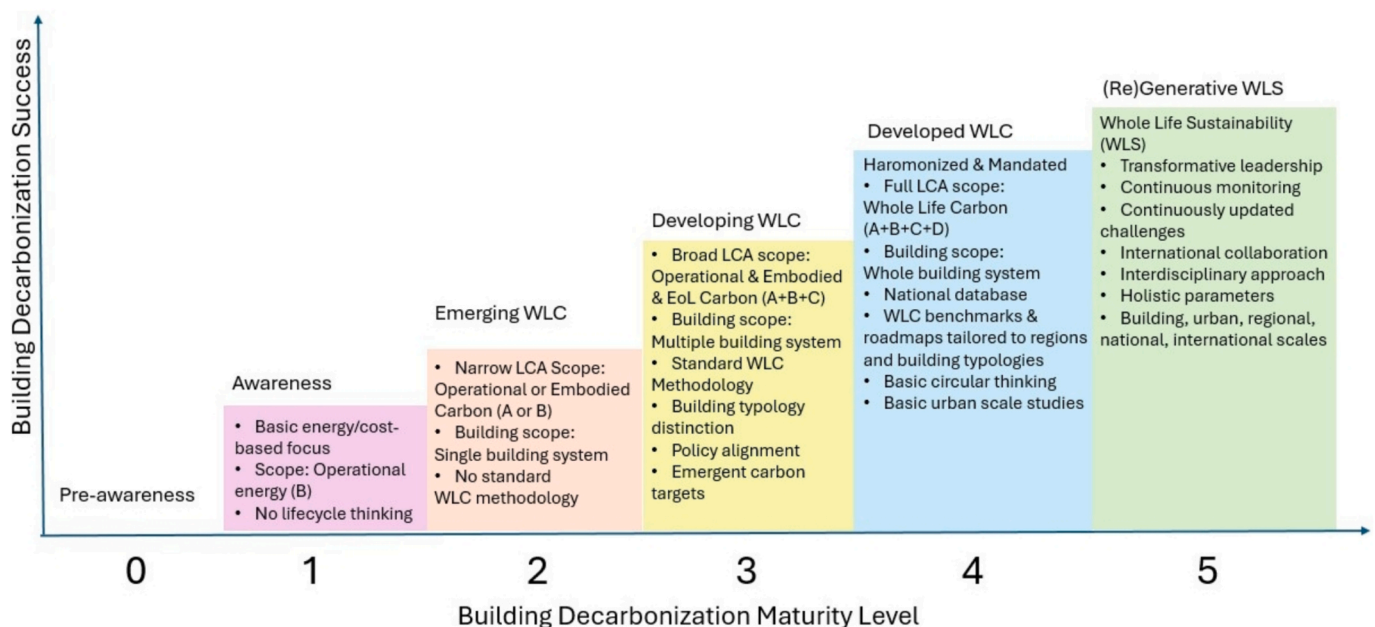 Building Decarbonization Success
Pre-awareness
Awareness
• Basic energy/cost-
based focus
• Scope: Operational
energy (B)
• No lifecycle thinking
Emerging WLC
• Narrow LCA Scope:
Operational or Embodied
Carbon (A or B)
• Building scope:
Single building system
• No standard
WLC methodology
Developing WLC
• Broad LCA scope:
Operational & Embodied
& EoL Carbon (A+B+C)
• Building scope:
Multiple building system
• Standard WLC
Methodology
• Building typology
distinction
• Policy alignment
• Emergent carbon
targets
Developed WLC
Haromonized & Mandated
• Full LCA scope:
Whole Life Carbon
(A+B+C+D)
• Building scope:
Whole building system
• National database
• WLC benchmarks &
roadmaps tailored to regions
and building typologies
• Basic circular thinking
• Basic urban scale studies
(Re)Generative WLS
Whole Life Sustainability
(WLS)
• Transformative leadership
• Continuous monitoring
• Continuously updated
challenges
• International collaboration
• Interdisciplinary approach
• Holistic parameters
• Building, urban, regional,
national, international scales
0 1 2 3 4 5
Building Decarbonization Maturity Level